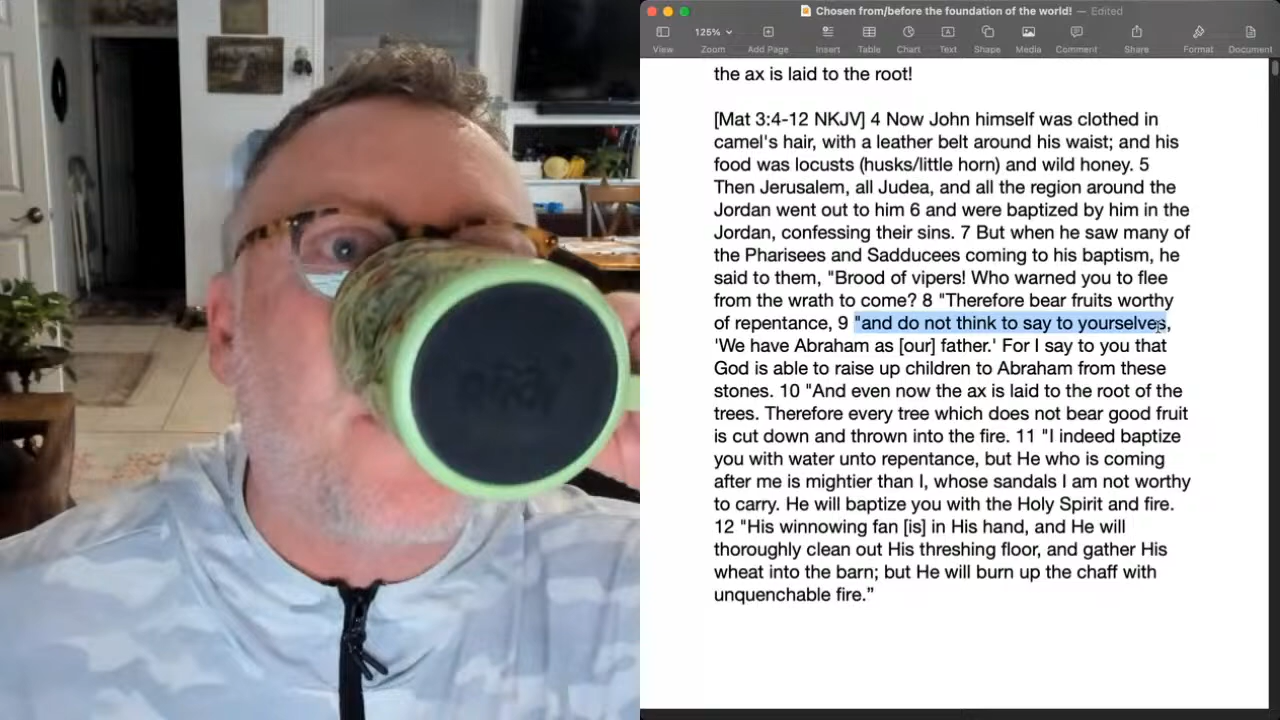 Chosen from/before the foundation of the world! — Edited
125%
View Zoom Add Page Insert Table Chart Text Shape Media Comment Share Format Document
the ax is laid to the root!
[Mat 3:4-12 NKJV] 4 Now John himself was clothed in
camel's hair, with a leather belt around his waist; and his
food was locusts (husks/little horn) and wild honey. 5
Then Jerusalem, all Judea, and all the region around the
Jordan went out to him 6 and were baptized by him in the
Jordan, confessing their sins. 7 But when he saw many of
the Pharisees and Sadducees coming to his baptism, he
said to them, "Brood of vipers! Who warned you to flee
from the wrath to come? 8 "Therefore bear fruits worthy
of repentance, 9 "and do not think to say to yourselves,
'We have Abraham as [our] father.' For I say to you that
God is able to raise up children to Abraham from these
stones. 10 "And even now the ax is laid to the root of the
trees. Therefore every tree which does not bear good fruit
is cut down and thrown into the fire. 11 "I indeed baptize
you with water unto repentance, but He who is coming
after me is mightier than I, whose sandals I am not worthy
to carry. He will baptize you with the Holy Spirit and fire.
12 "His winnowing fan [is] in His hand, and He will
thoroughly clean out His threshing floor, and gather His
wheat into the barn; but He will burn up the chaff with
unquenchable fire.”